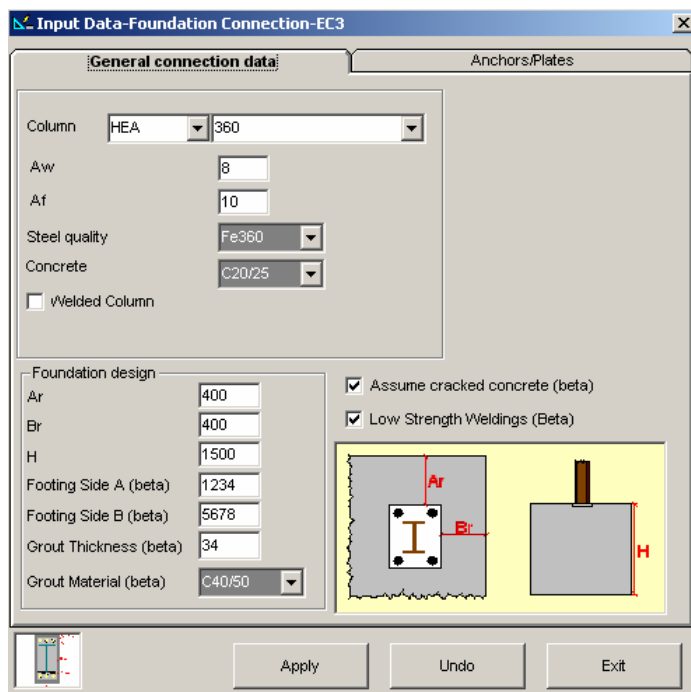 Input Data-Foundation Connection-EC3
General connection data Anchors/Plates
Column HEA 360
Aw 8
Af 10
Steel quality Fe360
Concrete C20/25
Welded Column
Foundation design
Ar 400
Br 400
H 1500
Footing Side A (beta) 1234
Footing Side B (beta) 5678
Grout Thickness (beta) 34
Grout Material (beta) C40/50
Assume cracked concrete (beta)
Low Strength Weldings (Beta)
Ar
Br
H
Apply Undo Exit